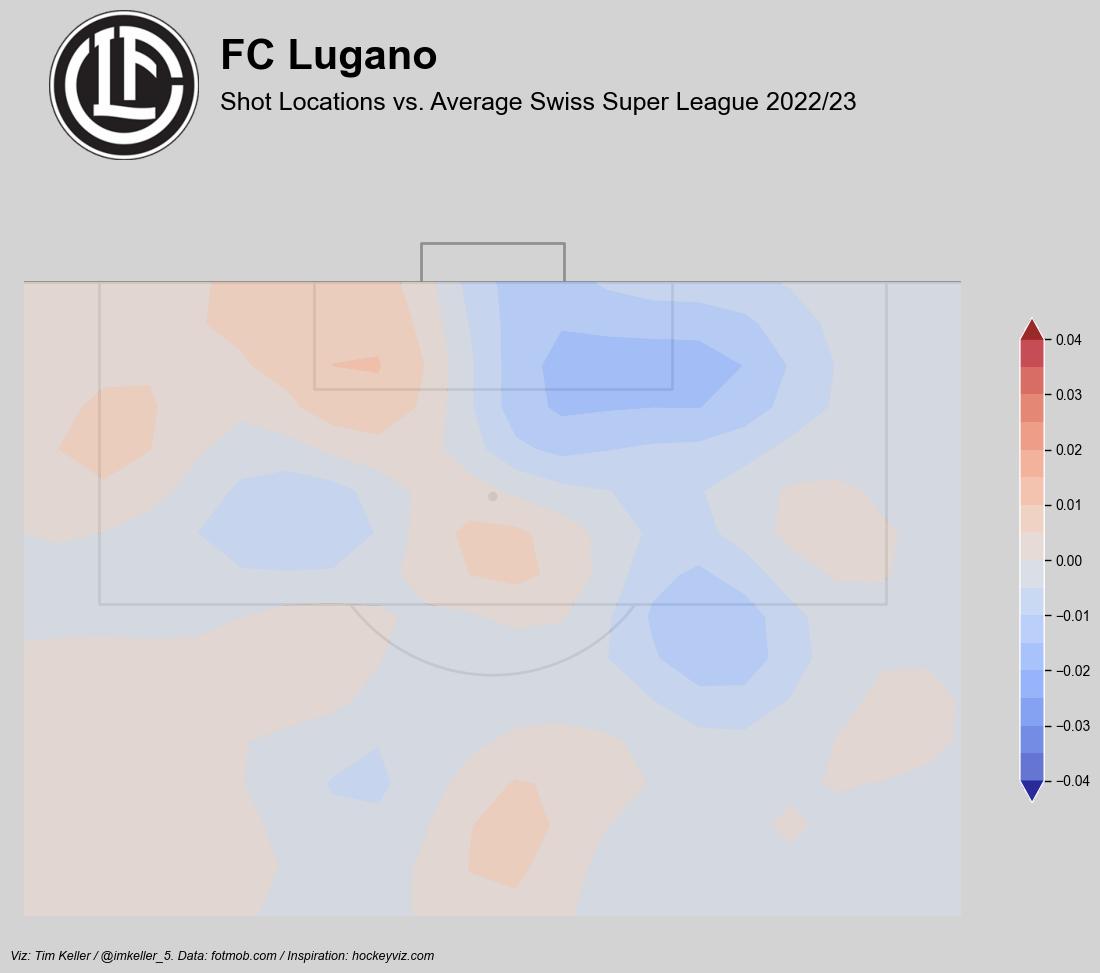 FC Lugano
Shot Locations vs. Average Swiss Super League 2022/23
LF
0.04
0.03
0.02
0.01
0.00
−0.01
−0.02
−0.03
−0.04
Viz: Tim Keller / @imkeller_5. Data: fotmob.com / Inspiration: hockeyviz.com